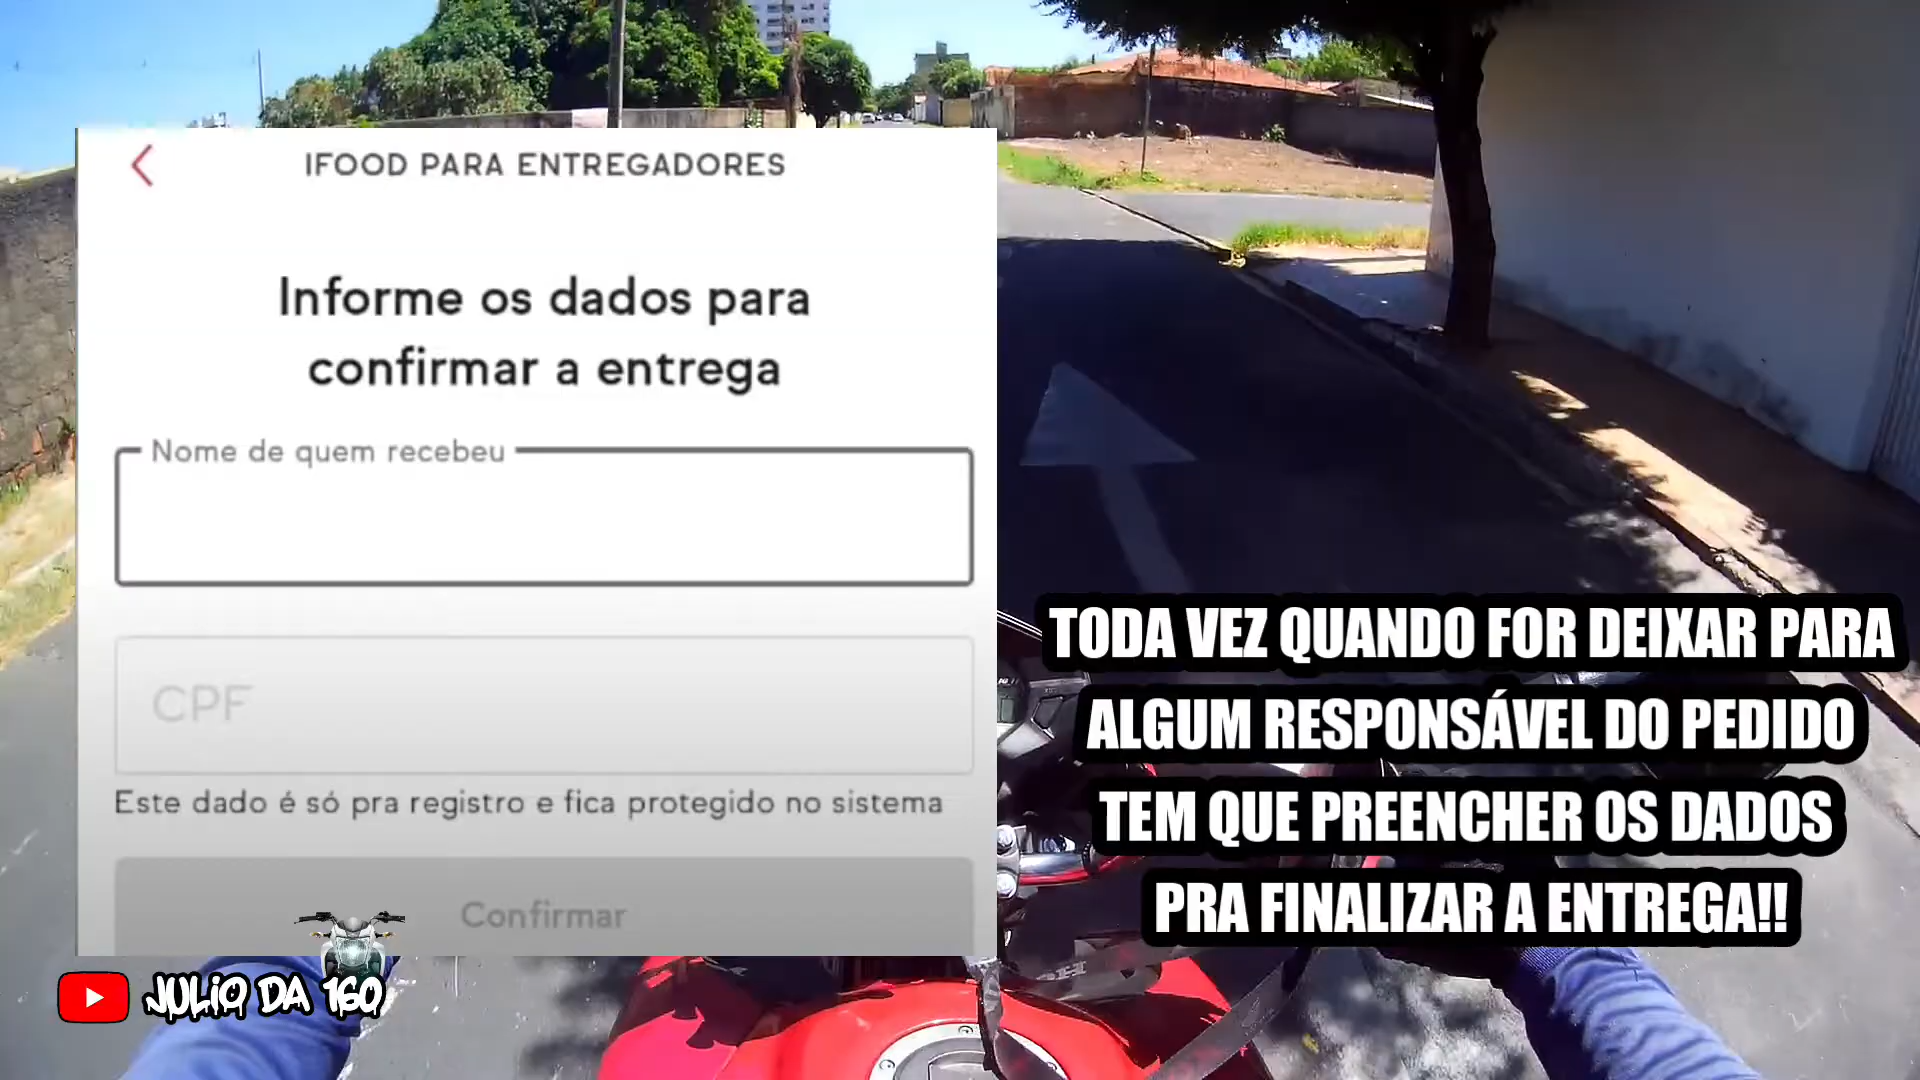 IFOOD PARA ENTREGADORES
Informe os dados para
confirmar a entrega
Nome de quem recebeu
CPF
Este dado é só pra registro e fica protegido no sistema
Confirmar
TODA VEZ QUANDO FOR DEIXAR PARA
ALGUM RESPONSÁVEL DO PEDIDO
TEM QUE PREENCHER OS DADOS
PRA FINALIZAR A ENTREGA!!
JULIO DA 160